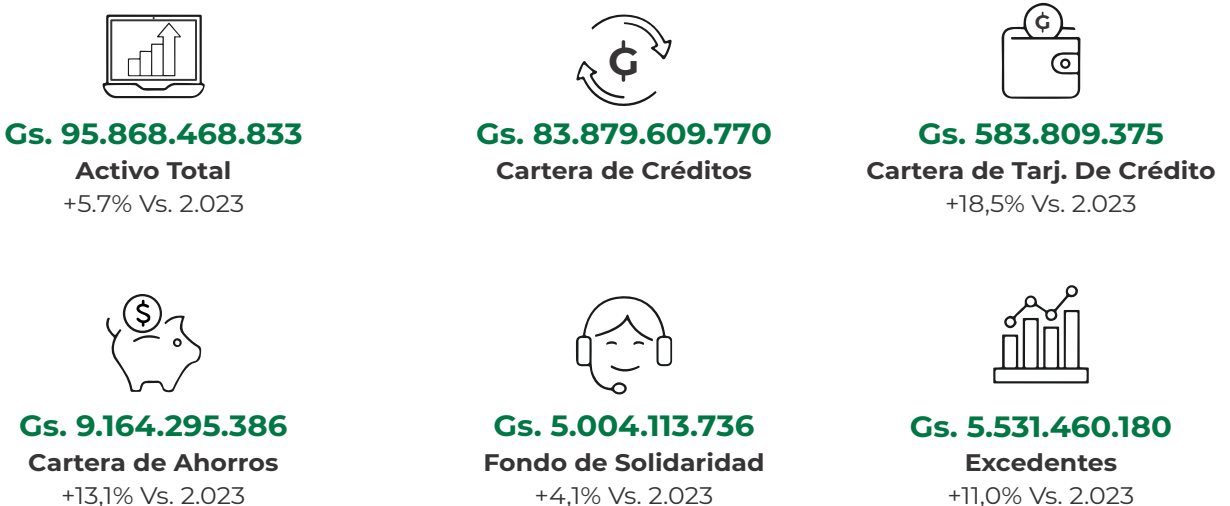 Gs. 95.868.468.833
Activo Total
+5.7% Vs. 2.023
₲
Gs. 83.879.609.770
Cartera de Créditos
₲
Gs. 583.809.375
Cartera de Tarj. De Crédito
+18,5% Vs. 2.023
$
Gs. 9.164.295.386
Cartera de Ahorros
+13,1% Vs. 2.023
Gs. 5.004.113.736
Fondo de Solidaridad
+4,1% Vs. 2.023
Gs. 5.531.460.180
Excedentes
+11,0% Vs. 2.023